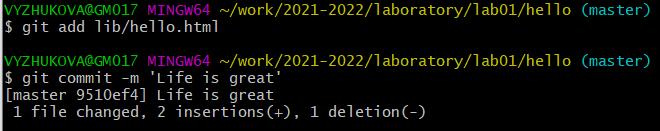 VYZHUKOVA@GM017 MINGW64 ~/work/2021-2022/laboratory/lab01/hello (master)
$ git add lib/hello.html
VYZHUKOVA@GM017 MINGW64 ~/work/2021-2022/laboratory/lab01/hello (master)
$ git commit -m 'Life is great'
[master 9510ef4] Life is great
 1 file changed, 2 insertions(+), 1 deletion(-)